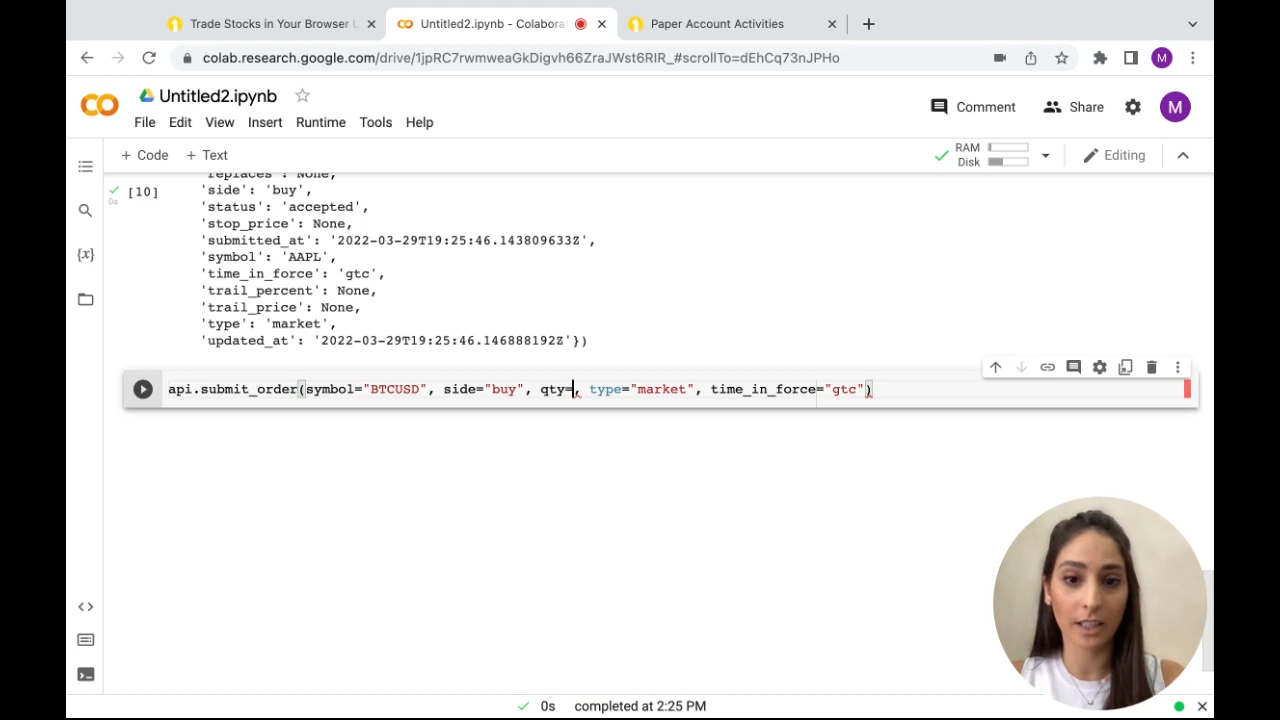 Trade Stocks in Your Browser
Untitled2.ipynb - Colabora
Paper Account Activities
colab.research.google.com/drive/1jpRC7rwmweaGkDigvh66ZraJWst6RIR_#scrollTo=dEhCq73nJPHo
M
CO
Untitled2.ipynb
Comment
Share
M
File Edit View Insert Runtime Tools Help
+ Code + Text
RAM
Disk
Editing
'replaces': None,
[10]
0s
'side': 'buy',
'status': 'accepted',
'stop_price': None,
'submitted_at': '2022-03-29T19:25:46.143809633Z',
'symbol': 'AAPL',
'time_in_force': 'gtc',
'trail_percent': None,
'trail_price': None,
'type': 'market',
'updated_at': '2022-03-29T19:25:46.146888192Z'})
{x}
api.submit_order(symbol="BTCUSD", side="buy", qty=, type="market", time_in_force="gtc")
0s completed at 2:25 PM